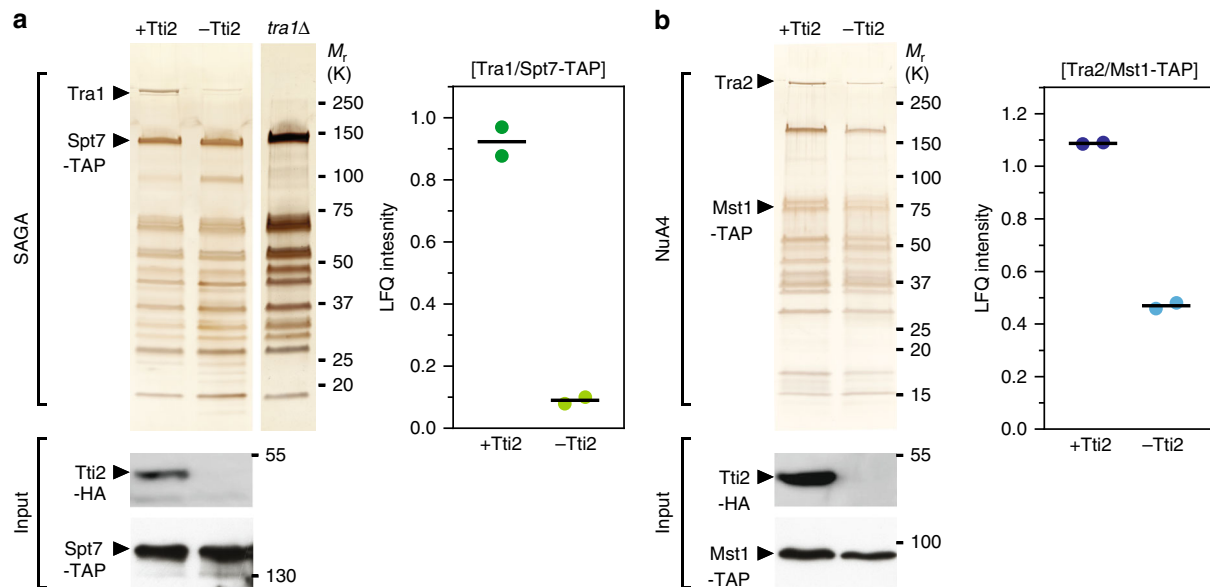 a
+Tti2 –Tti2 tra1Δ
Mr
(K)
SAGA
Tra1
Spt7
-TAP
250
150
100
75
50
37
25
20
[Tra1/Spt7-TAP]
LFQ intesnity
1.0
0.8
0.6
0.4
0.2
0.0
+Tti2 –Tti2
Input
Tti2
-HA
55
Spt7
-TAP
130
b
+Tti2 –Tti2
Mr
(K)
NuA4
Tra2
Mst1
-TAP
250
150
100
75
50
37
25
20
15
[Tra2/Mst1-TAP]
LFQ intensity
1.2
1.0
0.8
0.6
0.4
0.2
0.0
+Tti2 –Tti2
Input
Tti2
-HA
55
Mst1
-TAP
100